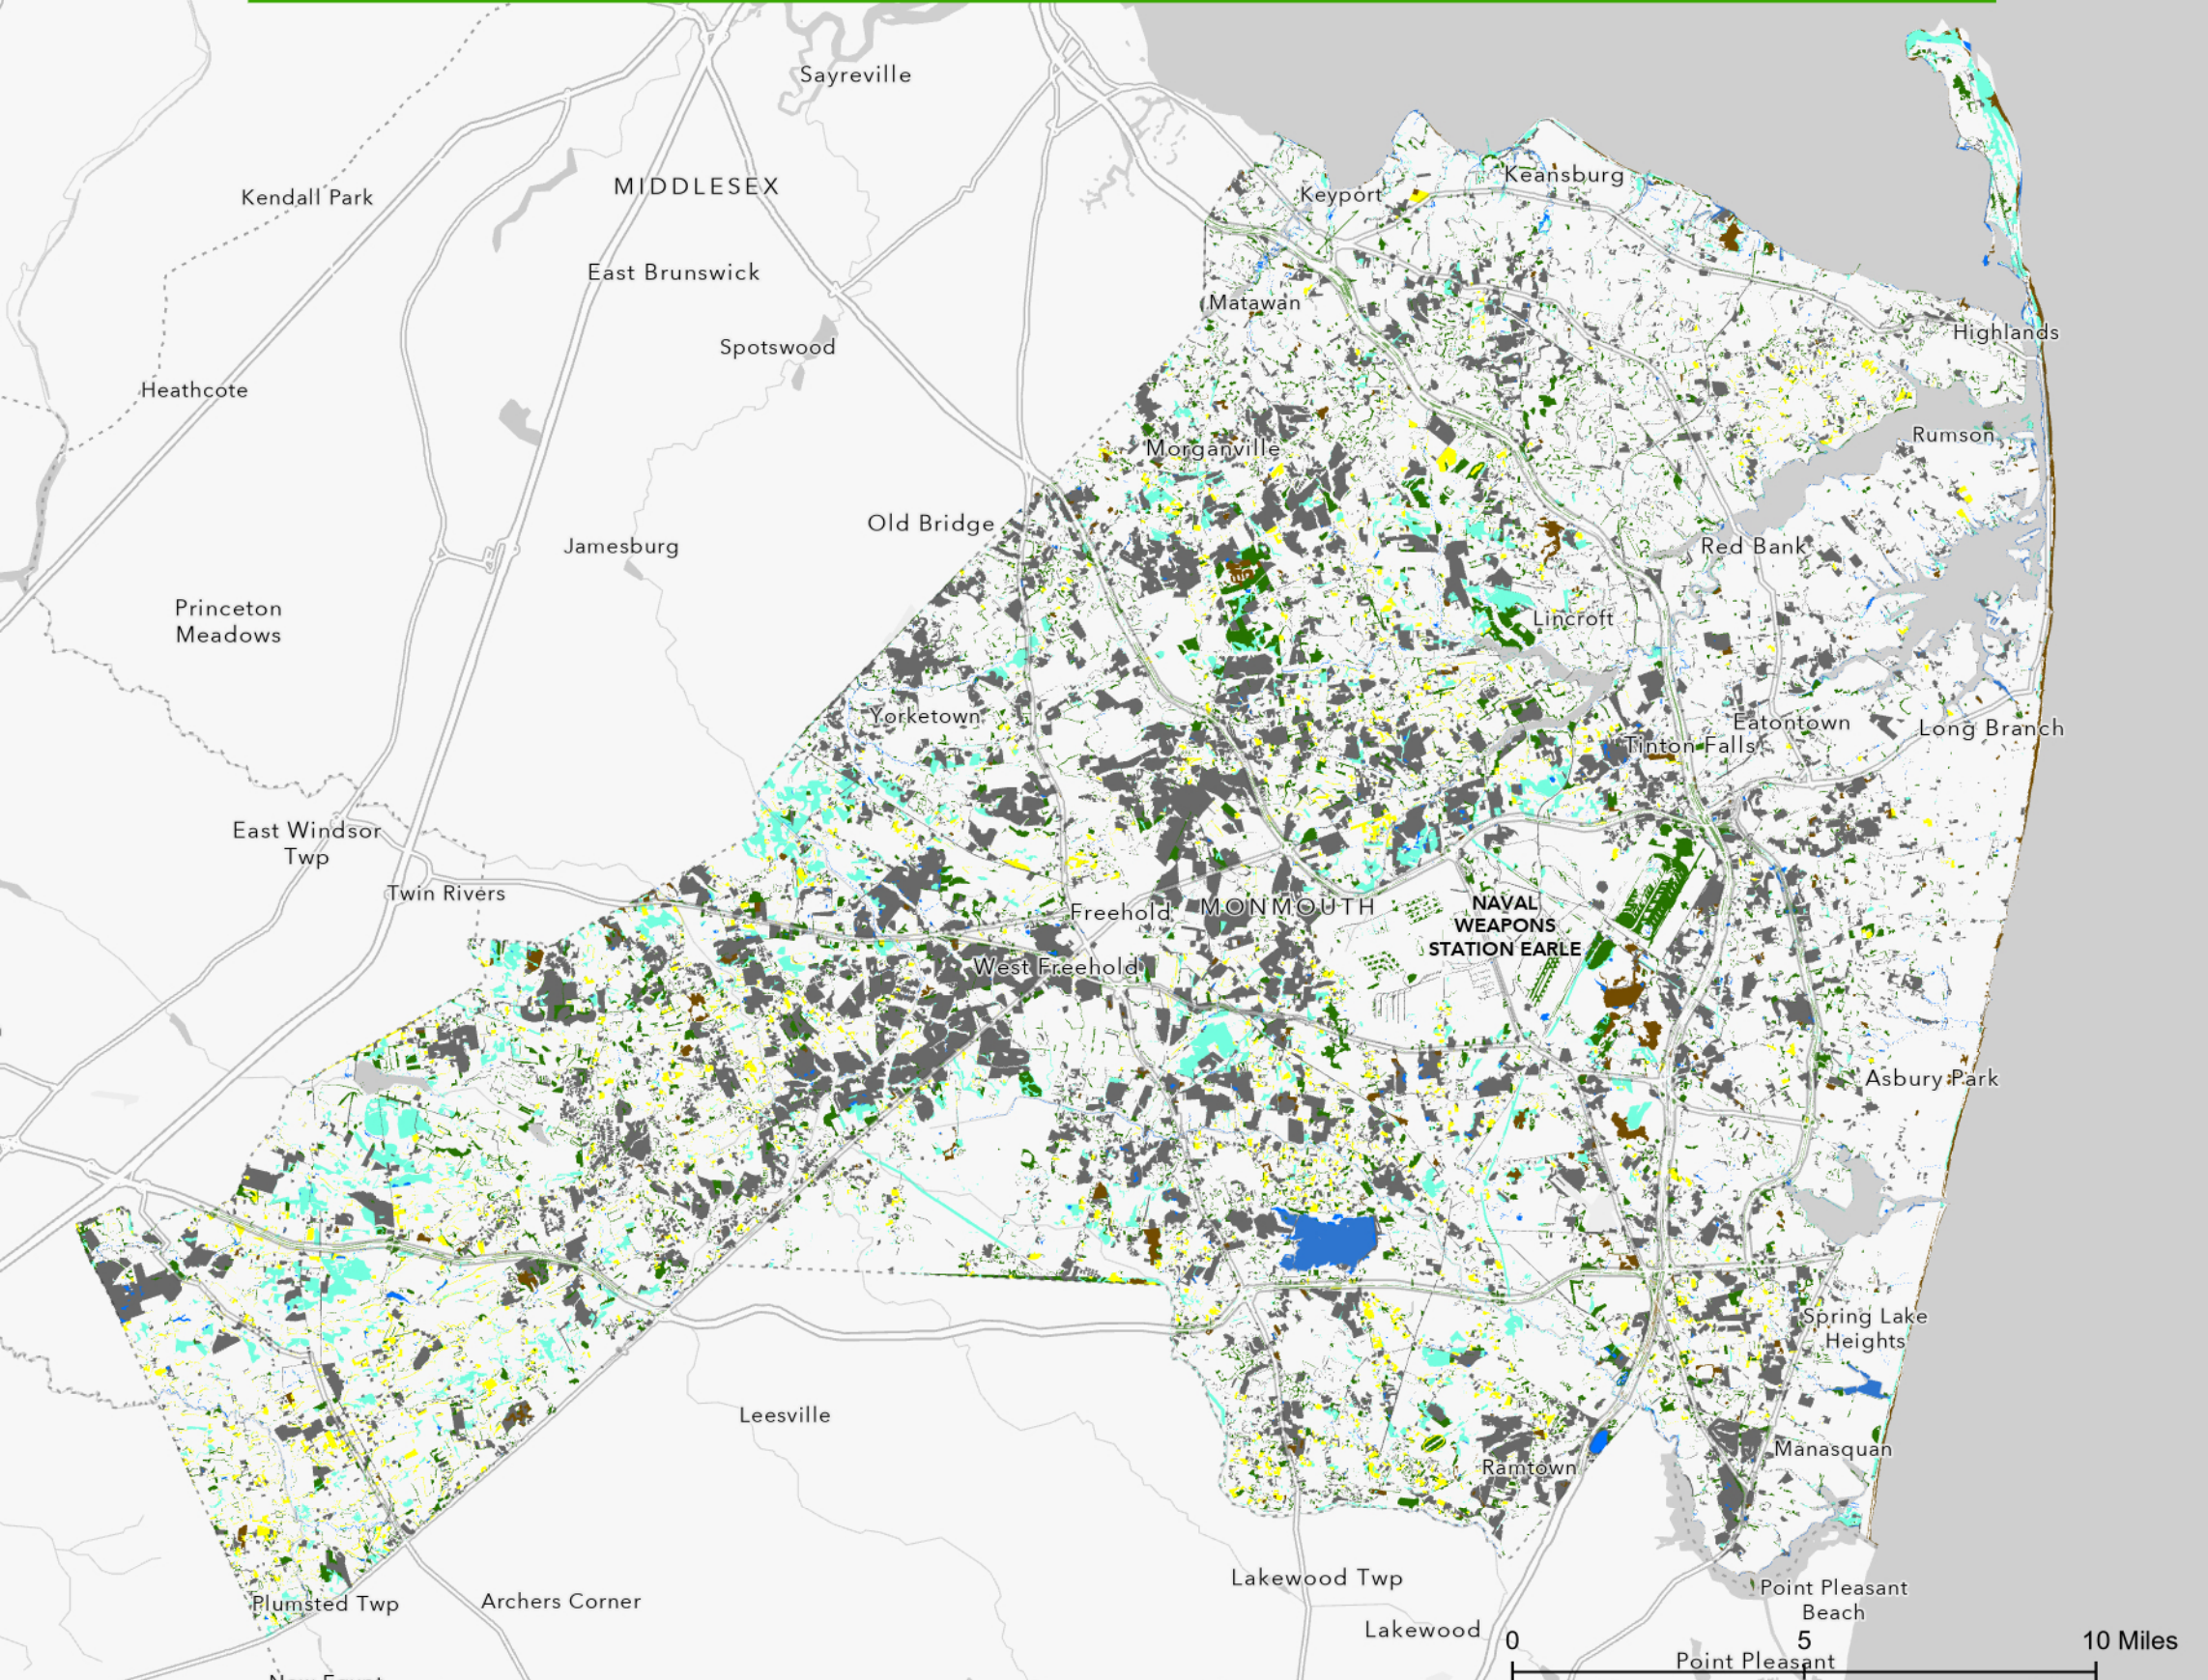 Sayreville
Keansburg
MIDDLESEX
Kendall Park
Keyport
East Brunswick
Matawan
Highlands
Spotswood
Heathcote
Rumson
Morganville
Old Bridge
Jamesburg
Red Bank
Princeton
Meadows
Lincroft
Yorketown
Eatontown
Long Branch
Tinton Falls
East Windsor
Twp
Twin Rivers
Freehold
MONMOUTH
NAVAL
WEAPONS
STATION EARLE
West Freehold
Asbury Park
Spring Lake
Heights
Leesville
Manasquan
Ramtown
Lakewood Twp
Point Pleasant
Beach
Plumsted Twp
Archers Corner
Lakewood
0 5 10 Miles
Point Pleasant